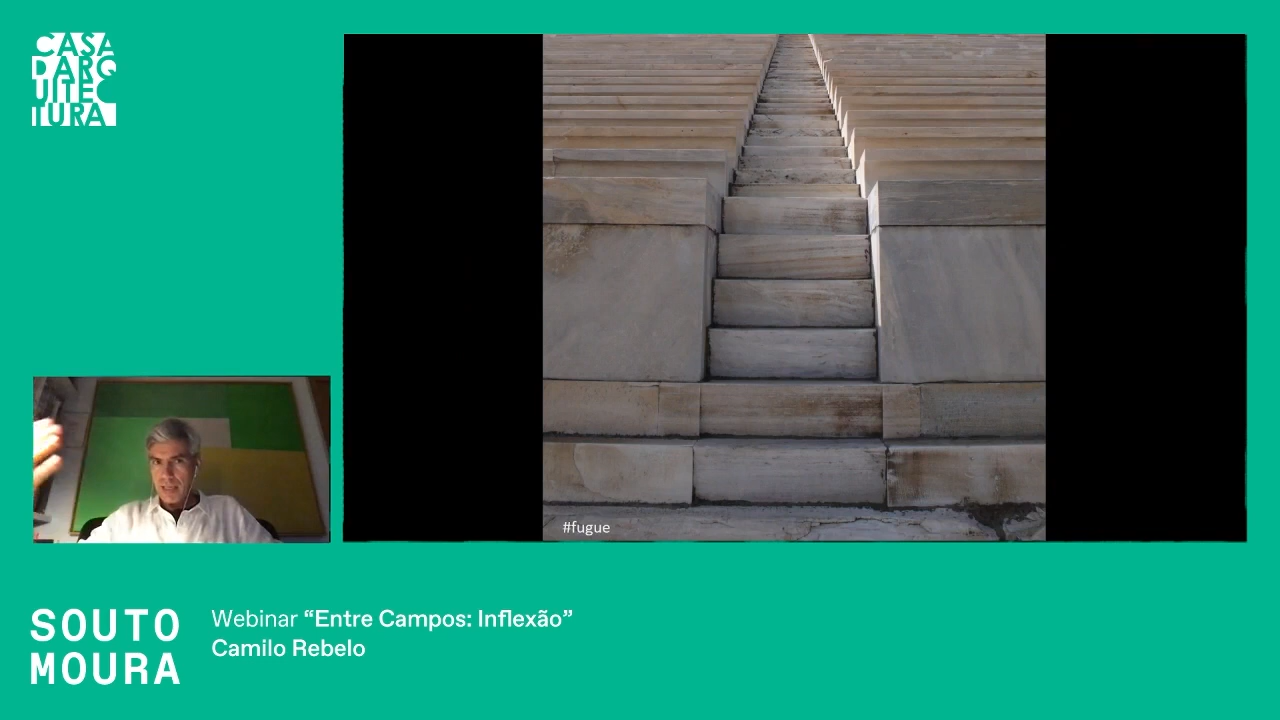 CASA
DARQ
UITEC
TURA
#fugue
SOUTO
MOURA
Webinar “Entre Campos: Inflexão”
Camilo Rebelo